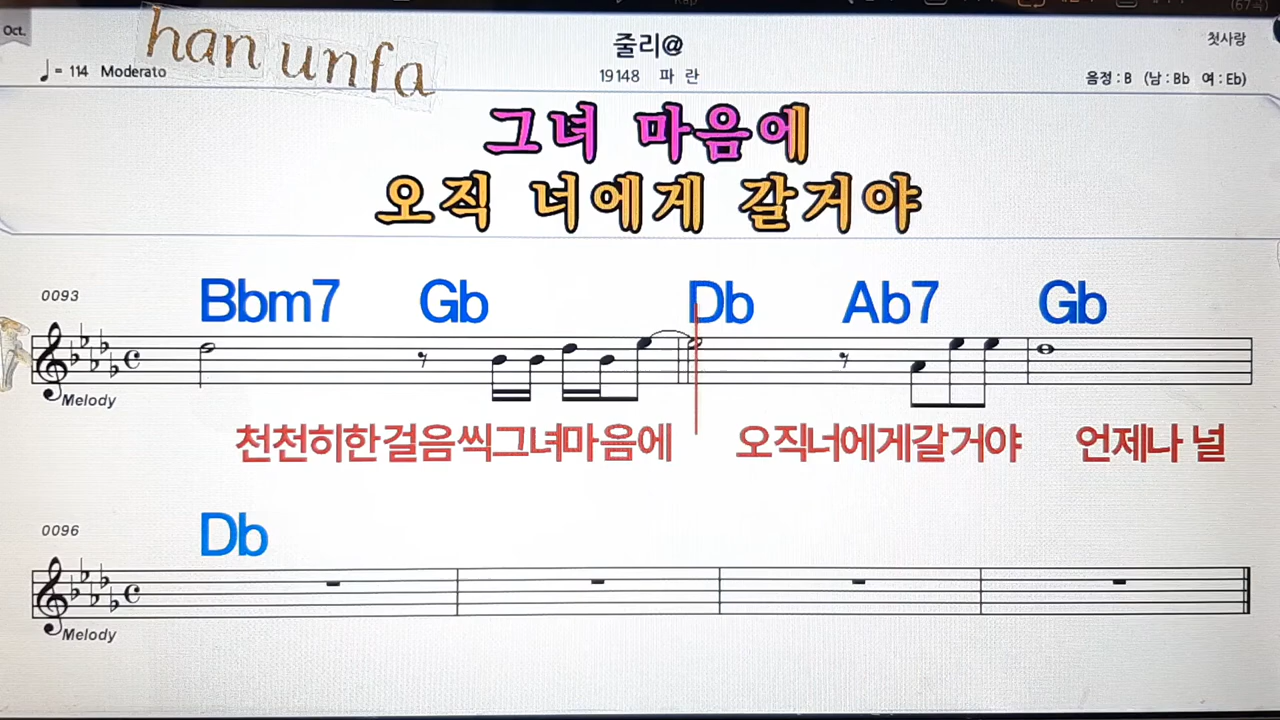 Oct.
han unfa
줄리@
첫사랑
♩= 114 Moderato
19148 파 란
음정 : B (남 : Bb 여 : Eb)
그녀 마음에
오직 너에게 갈거야
0093
Bbm7 Gb Db Ab7 Gb
Melody
천천히한걸음씩그녀마음에 오직너에게갈거야 언제나 널
0096
Db
Melody